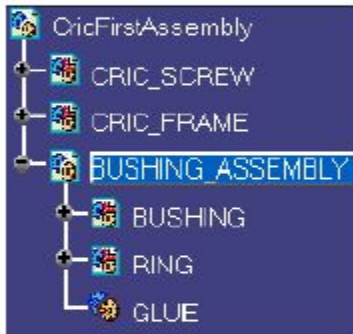 CricFirstAssembly
CRIC_SCREW
CRIC_FRAME
BUSHING_ASSEMBLY
BUSHING
RING
GLUE